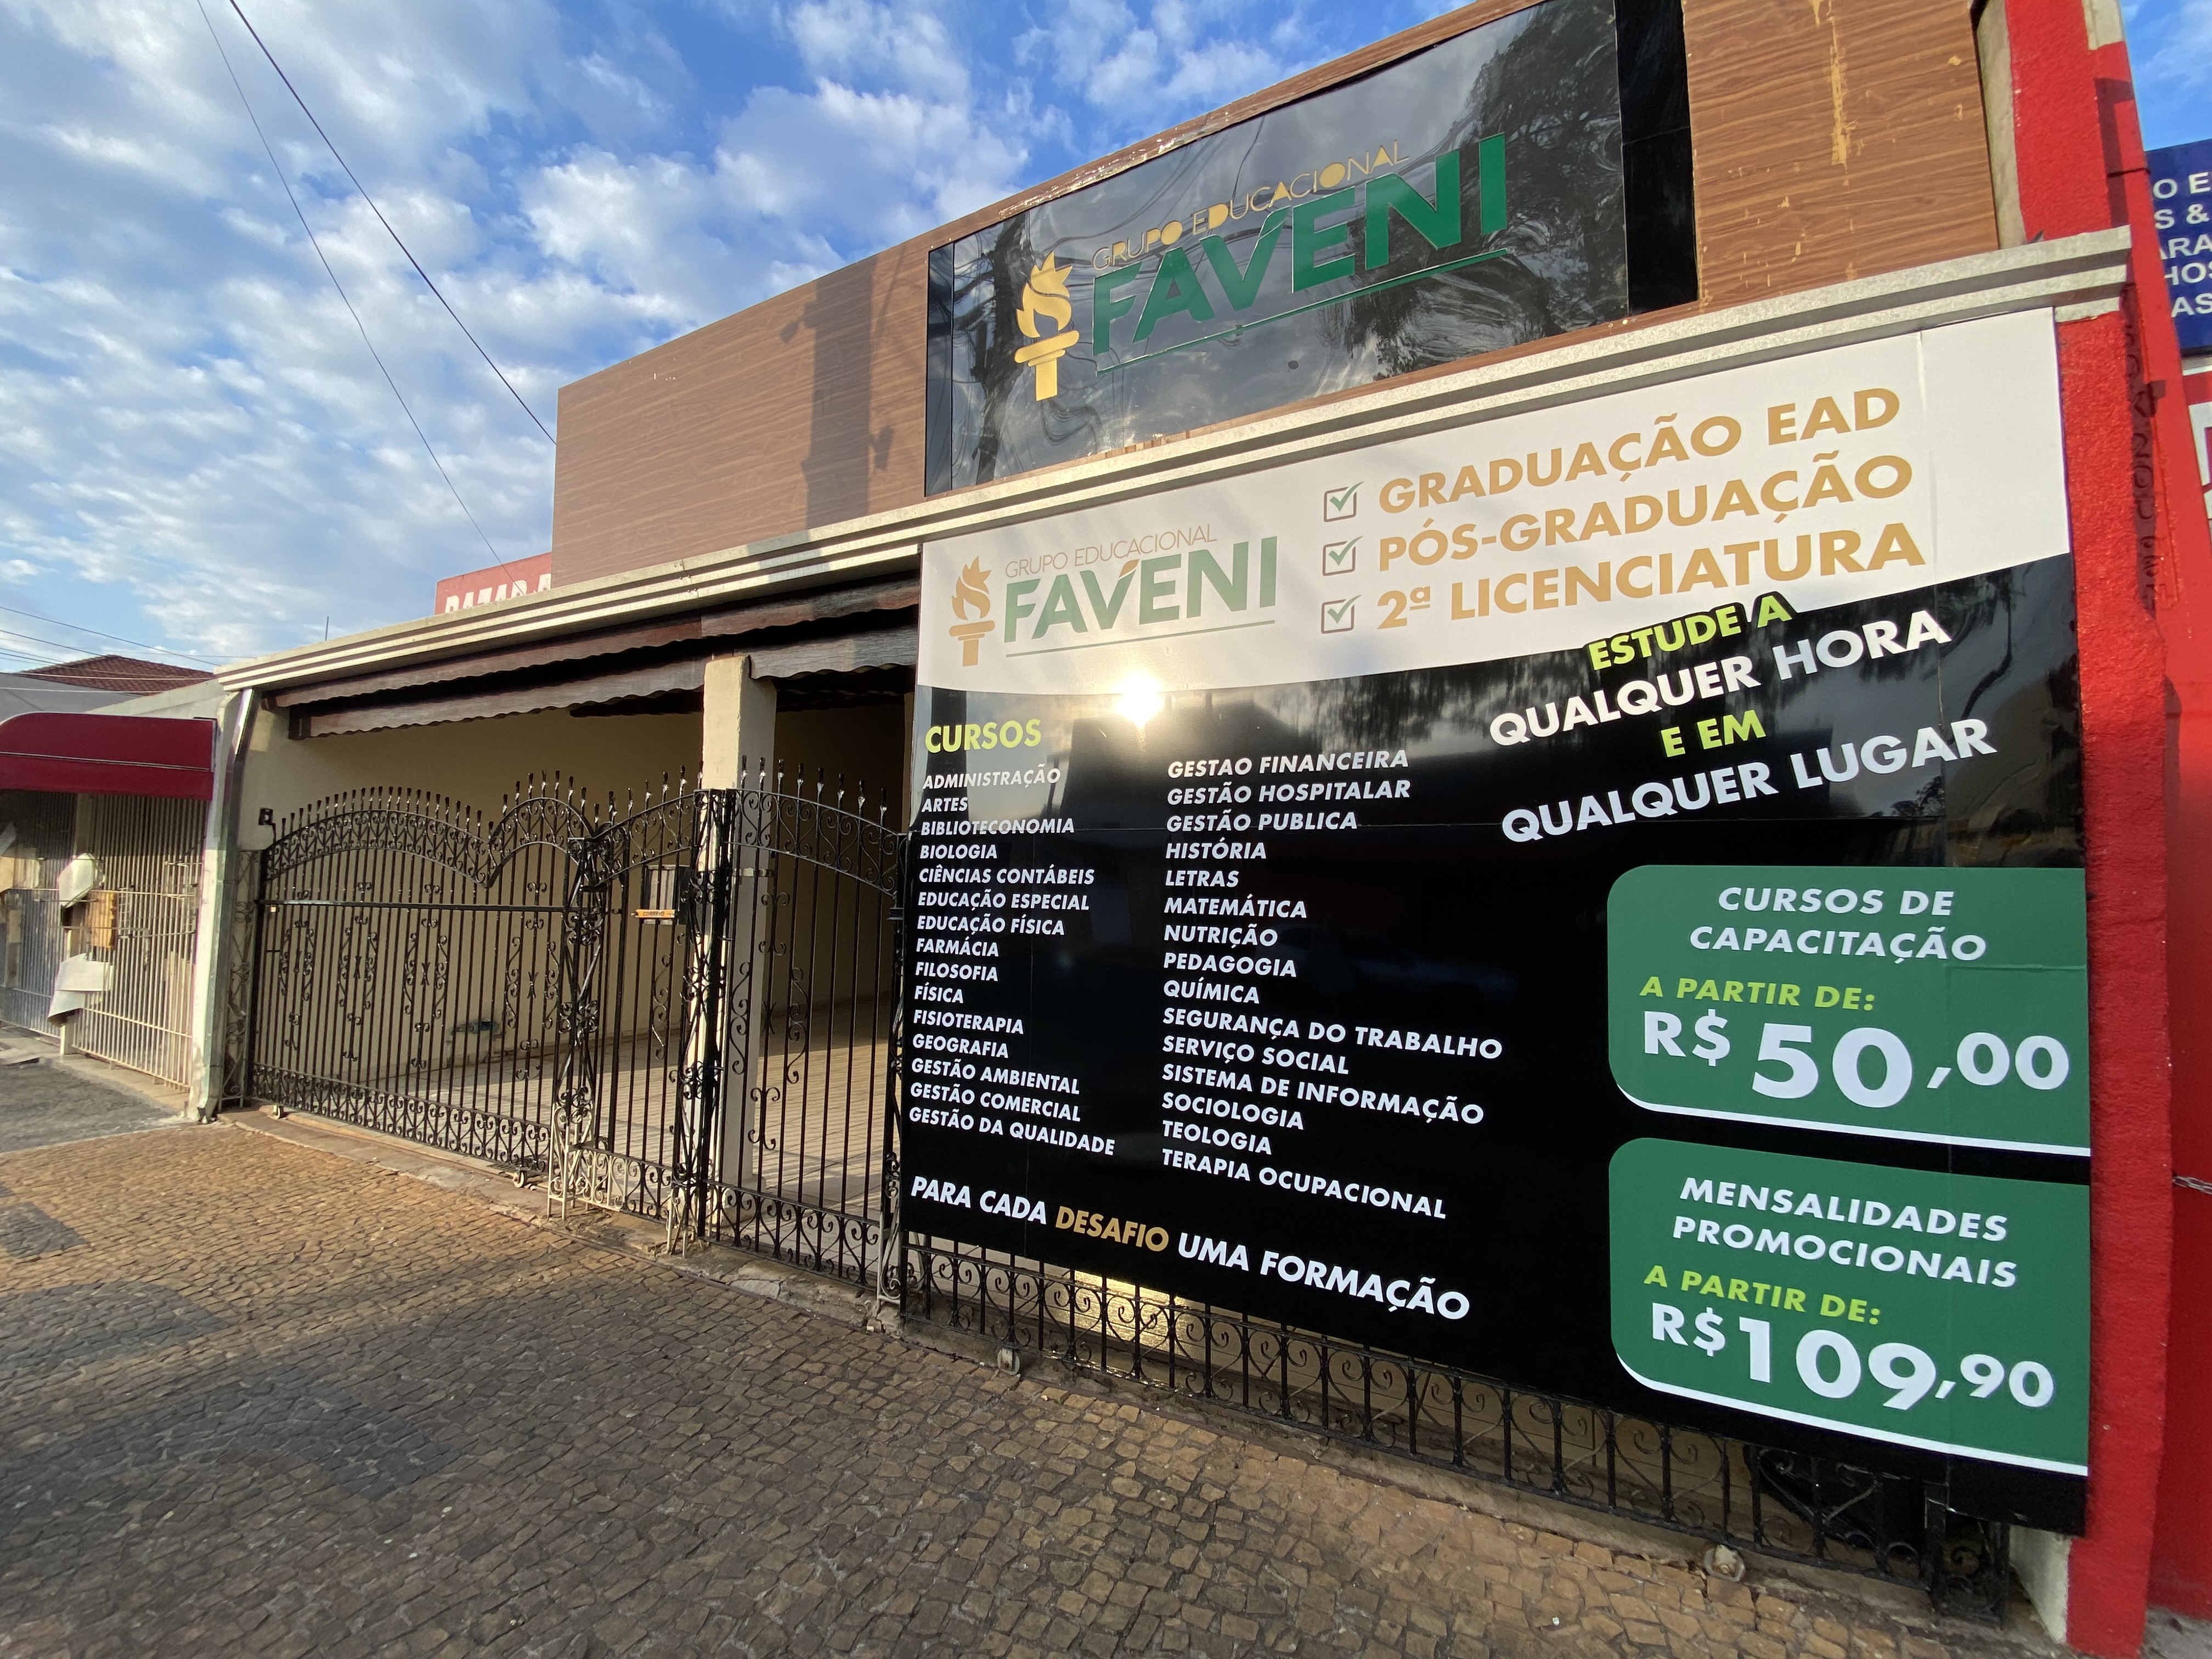 GRUPO EDUCACIONAL
FAVENI
GRUPO EDUCACIONAL
FAVENI
GRADUAÇÃO EAD
PÓS-GRADUAÇÃO
2ª LICENCIATURA
ESTUDE A
QUALQUER HORA
E EM
QUALQUER LUGAR
CURSOS
ADMINISTRAÇÃO
ARTES
BIBLIOTECONOMIA
BIOLOGIA
CIÊNCIAS CONTÁBEIS
EDUCAÇÃO ESPECIAL
EDUCAÇÃO FÍSICA
FARMÁCIA
FILOSOFIA
FÍSICA
FISIOTERAPIA
GEOGRAFIA
GESTÃO AMBIENTAL
GESTÃO COMERCIAL
GESTÃO DA QUALIDADE
GESTAO FINANCEIRA
GESTÃO HOSPITALAR
GESTÃO PUBLICA
HISTÓRIA
LETRAS
MATEMÁTICA
NUTRIÇÃO
PEDAGOGIA
QUÍMICA
SEGURANÇA DO TRABALHO
SERVIÇO SOCIAL
SISTEMA DE INFORMAÇÃO
SOCIOLOGIA
TEOLOGIA
TERAPIA OCUPACIONAL
PARA CADA DESAFIO UMA FORMAÇÃO
CURSOS DE
CAPACITAÇÃO
A PARTIR DE:
R$ 50,00
MENSALIDADES
PROMOCIONAIS
A PARTIR DE:
R$ 109,90